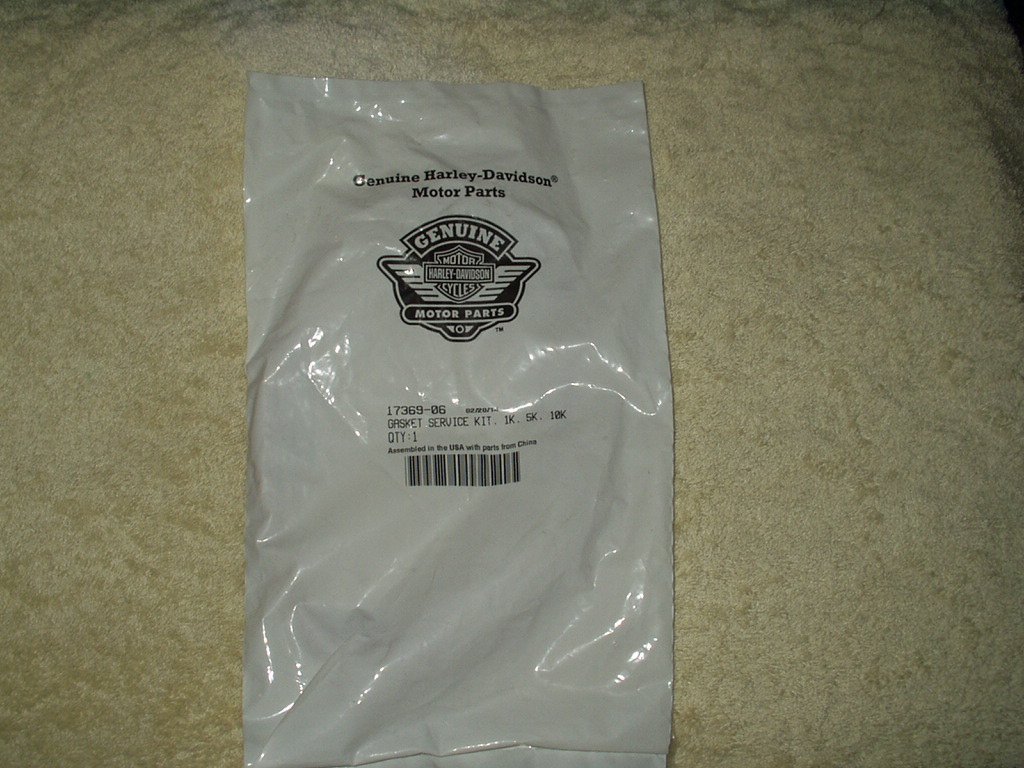 Genuine Harley-Davidson®
Motor Parts
GENUINE
MOTOR
HARLEY-DAVIDSON
CYCLES
MOTOR PARTS
TM
17369-06
GASKET SERVICE KIT. 1K. 5K. 10K
QTY:1
Assembled in the USA with parts from China